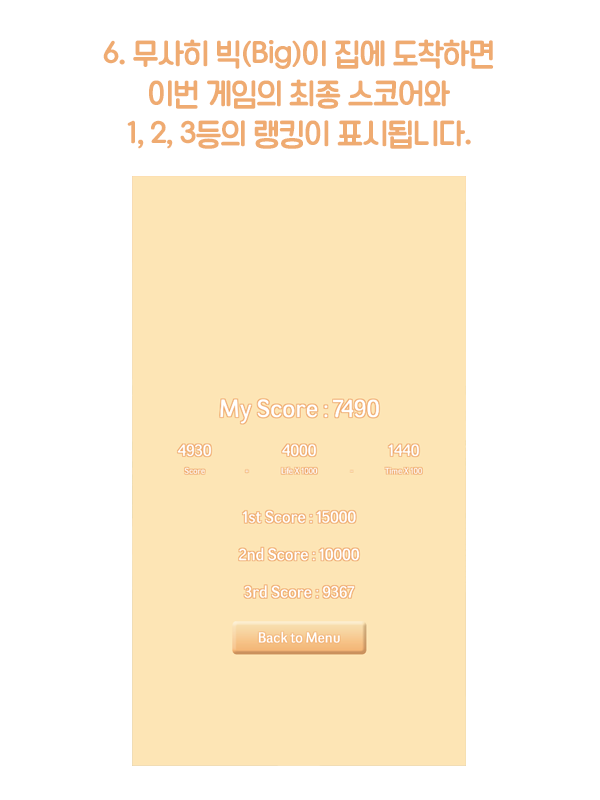 6. 무사히 빅(Big)이 집에 도착하면
이번 게임의 최종 스코어와
1, 2, 3등의 랭킹이 표시됩니다.
My Score : 7490
4930 4000 1440
Score + Life X 1000 - Time X 100
1st Score : 15000
2nd Score : 10000
3rd Score : 9367
Back to Menu